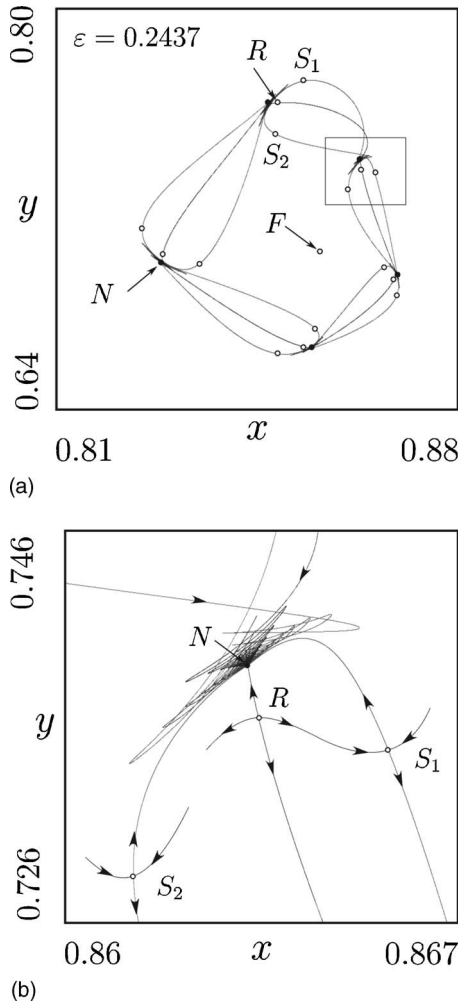 0.80
ε = 0.2437
R
S₁
S₂
y
F
N
0.64
x
0.81
0.88
(a)
0.746
N
R
y
S₁
S₂
0.726
0.86
x
0.867
(b)